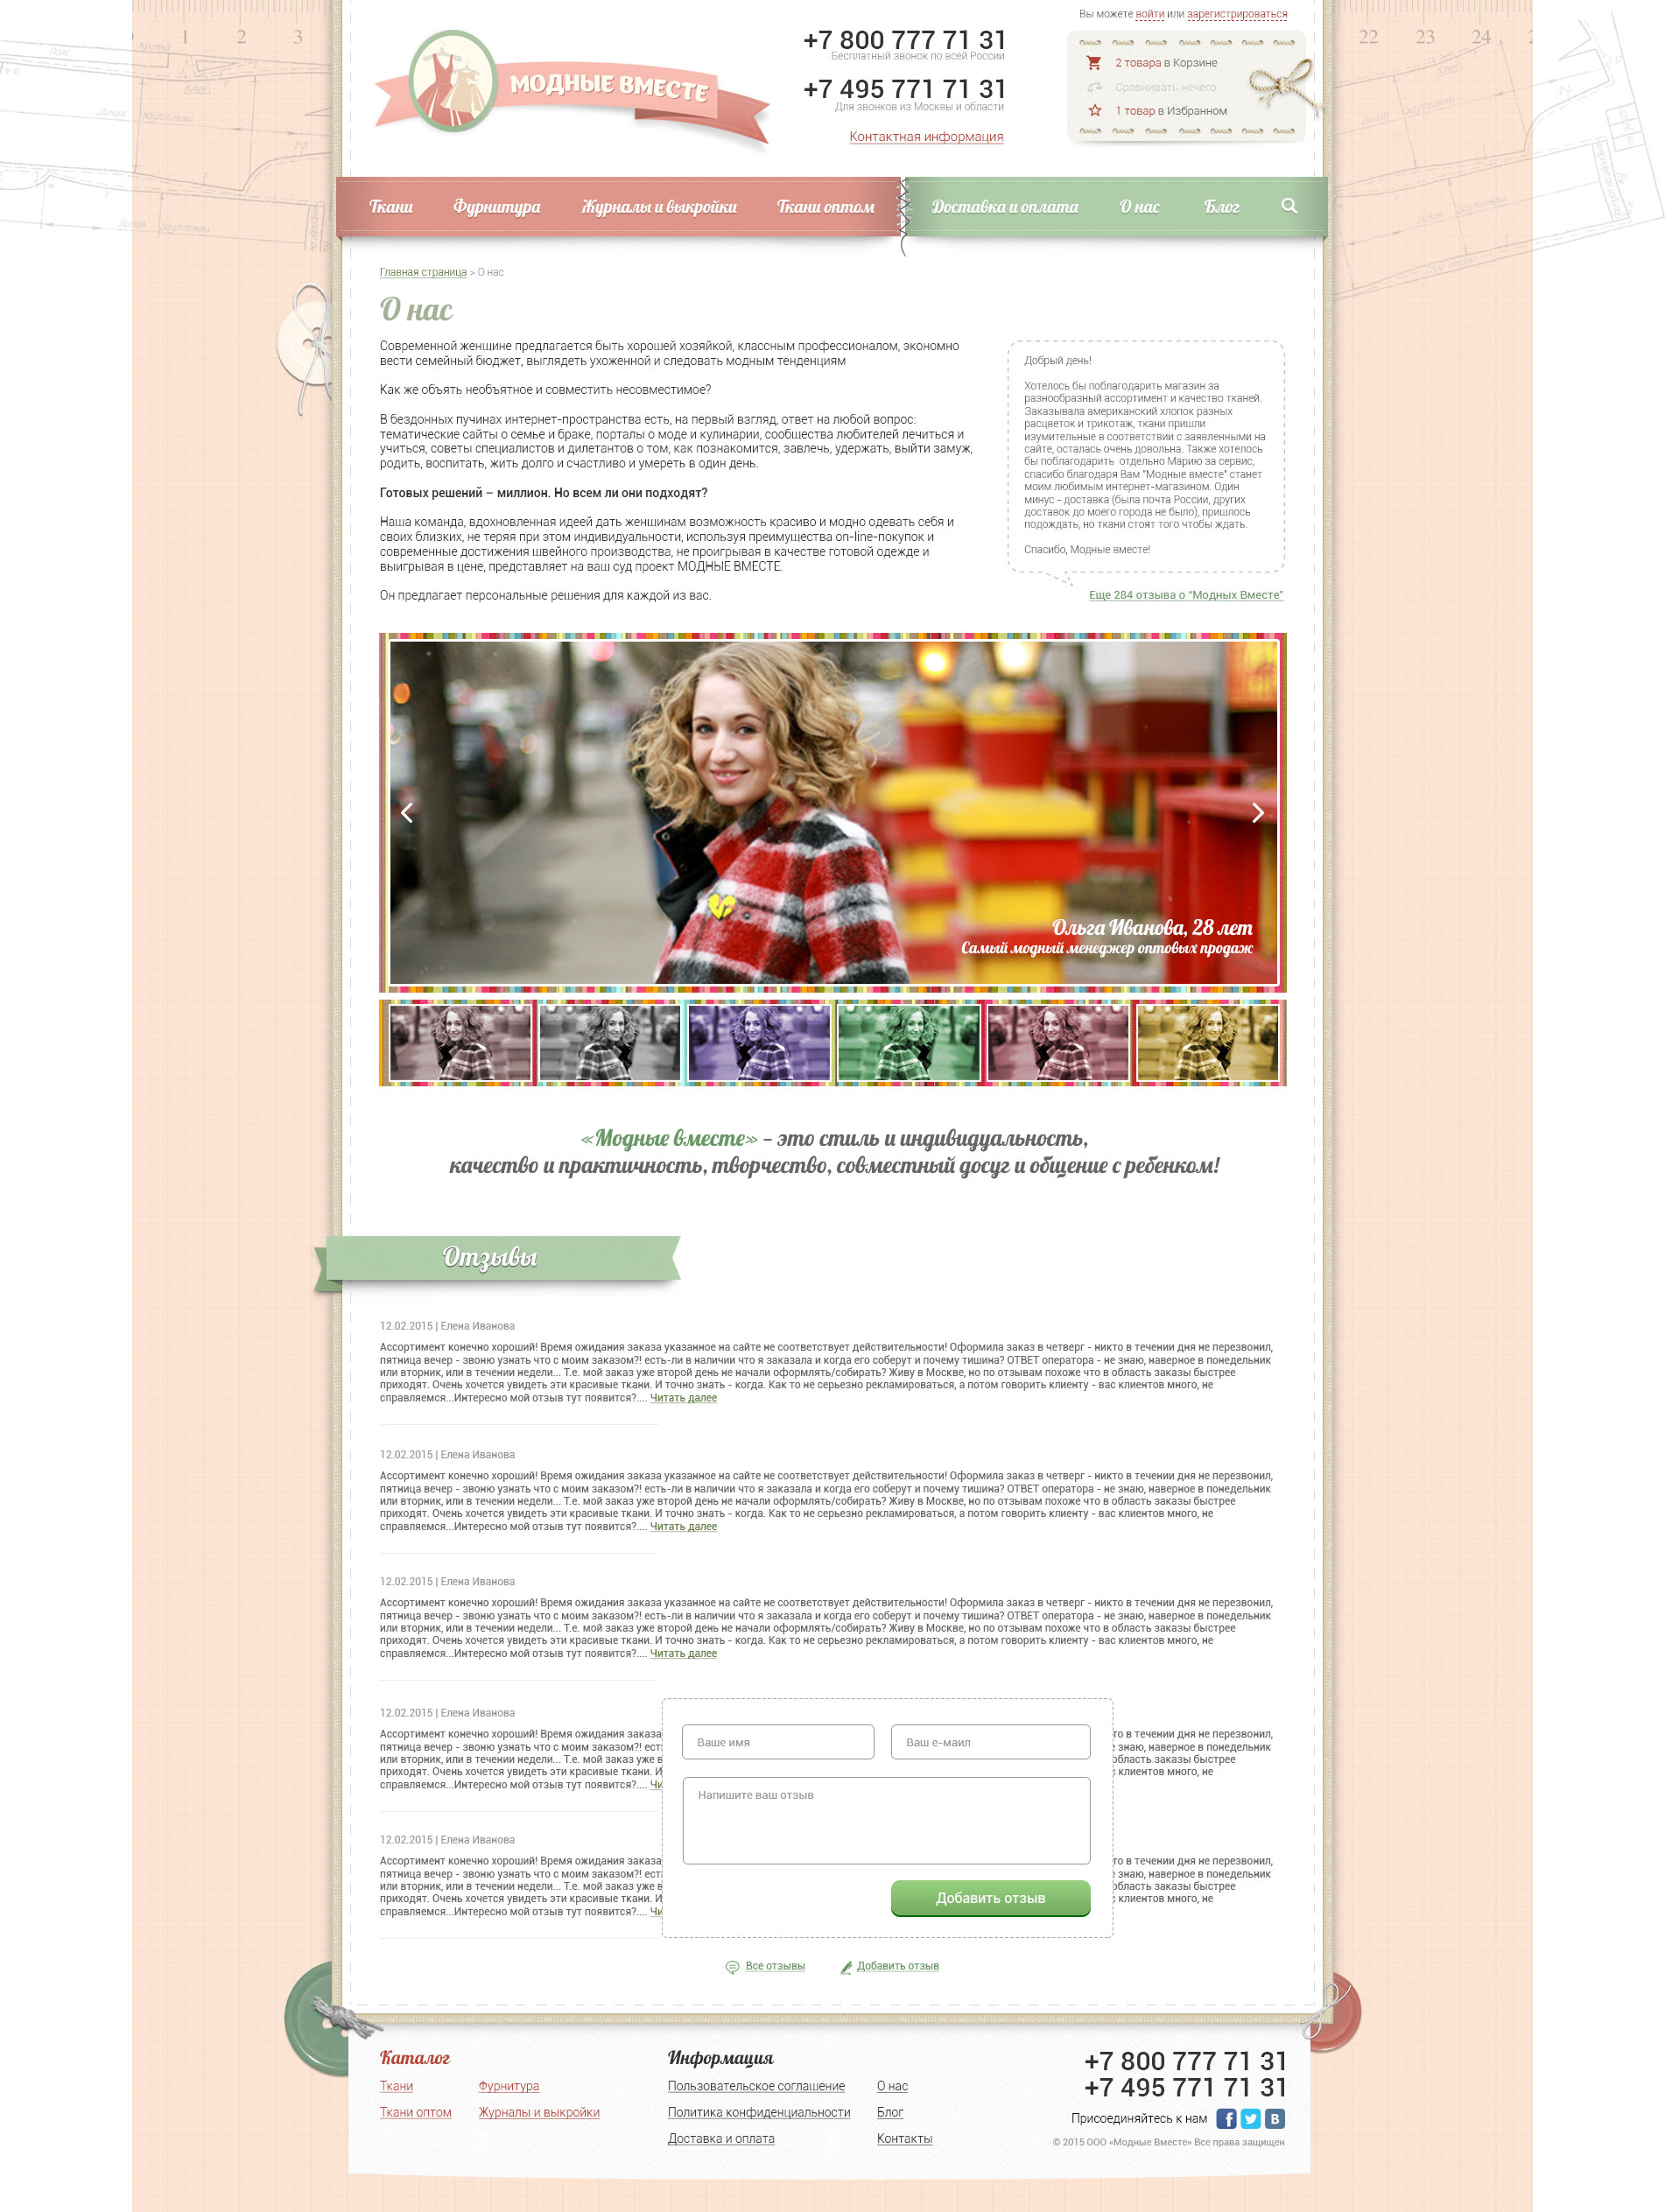 Вы можете войти или зарегистрироваться
1 2 3
22 23 24
МОДНЫЕ ВМЕСТЕ
+7 800 777 71 31
Бесплатный звонок по всей России
+7 495 771 71 31
Для звонков из Москвы и области
Контактная информация
2 товара в Корзине
Сравнивать нечего
1 товар в Избранном
Ткани Фурнитура Журналы и выкройки Ткани оптом Доставка и оплата О нас Блог
Главная страница > О нас
О нас
Современной женщине предлагается быть хорошей хозяйкой, классным профессионалом, экономно
вести семейный бюджет, выглядеть ухоженной и следовать модным тенденциям
Как же объять необъятное и совместить несовместимое?
В бездонных пучинах интернет-пространства есть, на первый взгляд, ответ на любой вопрос:
тематические сайты о семье и браке, порталы о моде и кулинарии, сообщества любителей лечиться и
учиться, советы специалистов и дилетантов о том, как познакомится, завлечь, удержать, выйти замуж,
родить, воспитать, жить долго и счастливо и умереть в один день.
Готовых решений – миллион. Но всем ли они подходят?
Наша команда, вдохновленная идеей дать женщинам возможность красиво и модно одевать себя и
своих близких, не теряя при этом индивидуальности, используя преимущества on-line-покупок и
современные достижения швейного производства, не проигрывая в качестве готовой одежде и
выигрывая в цене, представляет на ваш суд проект МОДНЫЕ ВМЕСТЕ.
Он предлагает персональные решения для каждой из вас.
Добрый день!
Хотелось бы поблагодарить магазин за
разнообразный ассортимент и качество тканей.
Заказывала американский хлопок разных
расцветок и трикотаж, ткани пришли
изумительные в соответствии с заявленными на
сайте, осталась очень довольна. Также хотелось
бы поблагодарить отдельно Марию за сервис,
спасибо благодаря Вам "Модные вместе" станет
моим любимым интернет-магазином. Один
минус - доставка (была почта России, других
доставок до моего города не было), пришлось
подождать, но ткани стоят того чтобы ждать.
Спасибо, Модные вместе!
Еще 284 отзыва о "Модных Вместе"
Ольга Иванова, 28 лет
Самый модный менеджер оптовых продаж
«Модные вместе» – это стиль и индивидуальность,
качество и практичность, творчество, совместный досуг и общение с ребенком!
Отзывы
12.02.2015 | Елена Иванова
Ассортимент конечно хороший! Время ожидания заказа указанное на сайте не соответствует действительности! Оформила заказ в четверг - никто в течении дня не перезвонил,
пятница вечер - звоню узнать что с моим заказом?! есть-ли в наличии что я заказала и когда его соберут и почему тишина? ОТВЕТ оператора - не знаю, наверное в понедельник
или вторник, или в течении недели... Т.е. мой заказ уже второй день не начали оформлять/собирать? Живу в Москве, но по отзывам похоже что в область заказы быстрее
приходят. Очень хочется увидеть эти красивые ткани. И точно знать - когда. Как то не серьезно рекламироваться, а потом говорить клиенту - вас клиентов много, не
справляемся...Интересно мой отзыв тут появится?.... Читать далее
12.02.2015 | Елена Иванова
Ассортимент конечно хороший! Время ожидания заказа указанное на сайте не соответствует действительности! Оформила заказ в четверг - никто в течении дня не перезвонил,
пятница вечер - звоню узнать что с моим заказом?! есть-ли в наличии что я заказала и когда его соберут и почему тишина? ОТВЕТ оператора - не знаю, наверное в понедельник
или вторник, или в течении недели... Т.е. мой заказ уже второй день не начали оформлять/собирать? Живу в Москве, но по отзывам похоже что в область заказы быстрее
приходят. Очень хочется увидеть эти красивые ткани. И точно знать - когда. Как то не серьезно рекламироваться, а потом говорить клиенту - вас клиентов много, не
справляемся...Интересно мой отзыв тут появится?.... Читать далее
12.02.2015 | Елена Иванова
Ассортимент конечно хороший! Время ожидания заказа указанное на сайте не соответствует действительности! Оформила заказ в четверг - никто в течении дня не перезвонил,
пятница вечер - звоню узнать что с моим заказом?! есть-ли в наличии что я заказала и когда его соберут и почему тишина? ОТВЕТ оператора - не знаю, наверное в понедельник
или вторник, или в течении недели... Т.е. мой заказ уже второй день не начали оформлять/собирать? Живу в Москве, но по отзывам похоже что в область заказы быстрее
приходят. Очень хочется увидеть эти красивые ткани. И точно знать - когда. Как то не серьезно рекламироваться, а потом говорить клиенту - вас клиентов много, не
справляемся...Интересно мой отзыв тут появится?.... Читать далее
12.02.2015 | Елена Иванова
Ассортимент конечно хороший! Время ожидания заказа в течении дня не перезвонил,
пятница вечер - звоню узнать что с моим заказом?! знаю, наверное в понедельник
или вторник, или в течении недели... Т.е. мой заказ уже область заказы быстрее
приходят. Очень хочется увидеть эти красивые ткани. клиентов много, не
справляемся...Интересно мой отзыв тут появится?....
12.02.2015 | Елена Иванова
Ассортимент конечно хороший! Время ожидания заказа в течении дня не перезвонил,
пятница вечер - звоню узнать что с моим заказом?! знаю, наверное в понедельник
или вторник, или в течении недели... Т.е. мой заказ уже область заказы быстрее
приходят. Очень хочется увидеть эти красивые ткани. клиентов много, не
справляемся...Интересно мой отзыв тут появится?....
Ваше имя
Ваш е-маил
Напишите ваш отзыв
Добавить отзыв
Все отзывы Добавить отзыв
Каталог
Ткани Фурнитура
Ткани оптом Журналы и выкройки
Информация
Пользовательское соглашение О нас
Политика конфиденциальности Блог
Доставка и оплата Контакты
+7 800 777 71 31
+7 495 771 71 31
Присоединяйтесь к нам
© 2015 ООО «Модные Вместе» Все права защищен